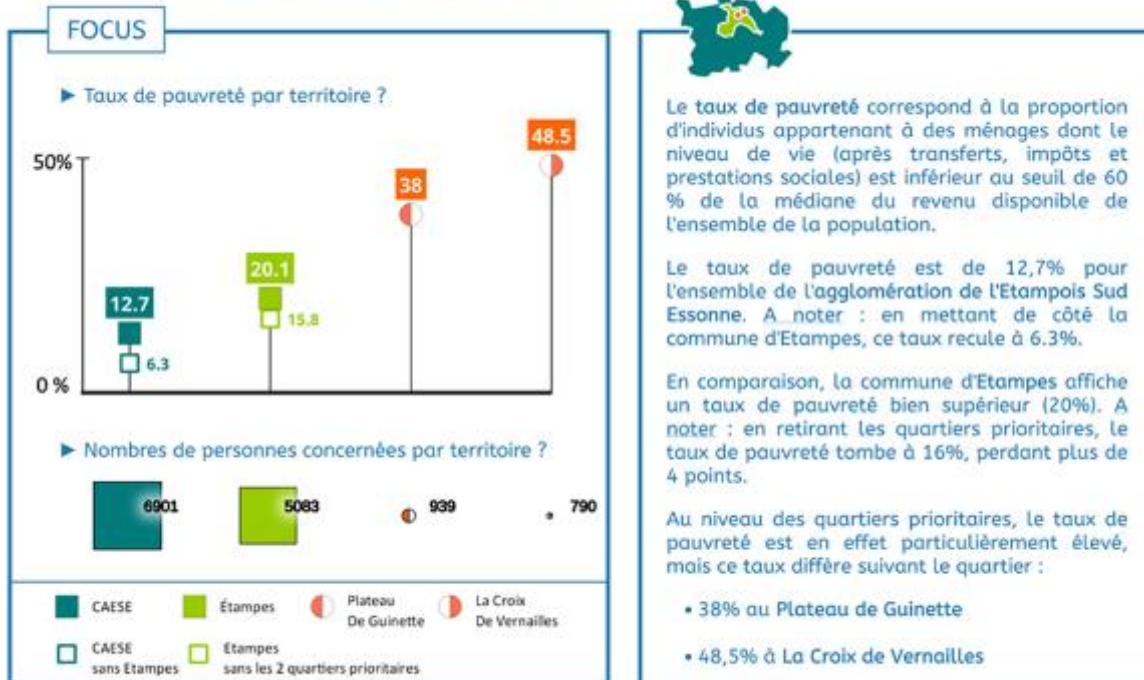 FOCUS
► Taux de pauvreté par territoire ?
48.5
50%
38
20.1
12.7
15.8
6.3
0 %
► Nombres de personnes concernées par territoire ?
6901
5083
939
790
CAESE
Étampes
Plateau
De Guinette
La Croix
De Vernailles
CAESE
sans Etampes
Etampes
sans les 2 quartiers prioritaires
Le taux de pauvreté correspond à la proportion
d'individus appartenant à des ménages dont le
niveau de vie (après transferts, impôts et
prestations sociales) est inférieur au seuil de 60
% de la médiane du revenu disponible de
l'ensemble de la population.
Le taux de pauvreté est de 12,7% pour
l'ensemble de l'agglomération de l'Etampois Sud
Essonne. A noter : en mettant de côté la
commune d'Etampes, ce taux recule à 6.3%.
En comparaison, la commune d'Etampes affiche
un taux de pauvreté bien supérieur (20%). A
noter : en retirant les quartiers prioritaires, le
taux de pauvreté tombe à 16%, perdant plus de
4 points.
Au niveau des quartiers prioritaires, le taux de
pauvreté est en effet particulièrement élevé,
mais ce taux diffère suivant le quartier :
• 38% au Plateau de Guinette
• 48,5% à La Croix de Vernailles